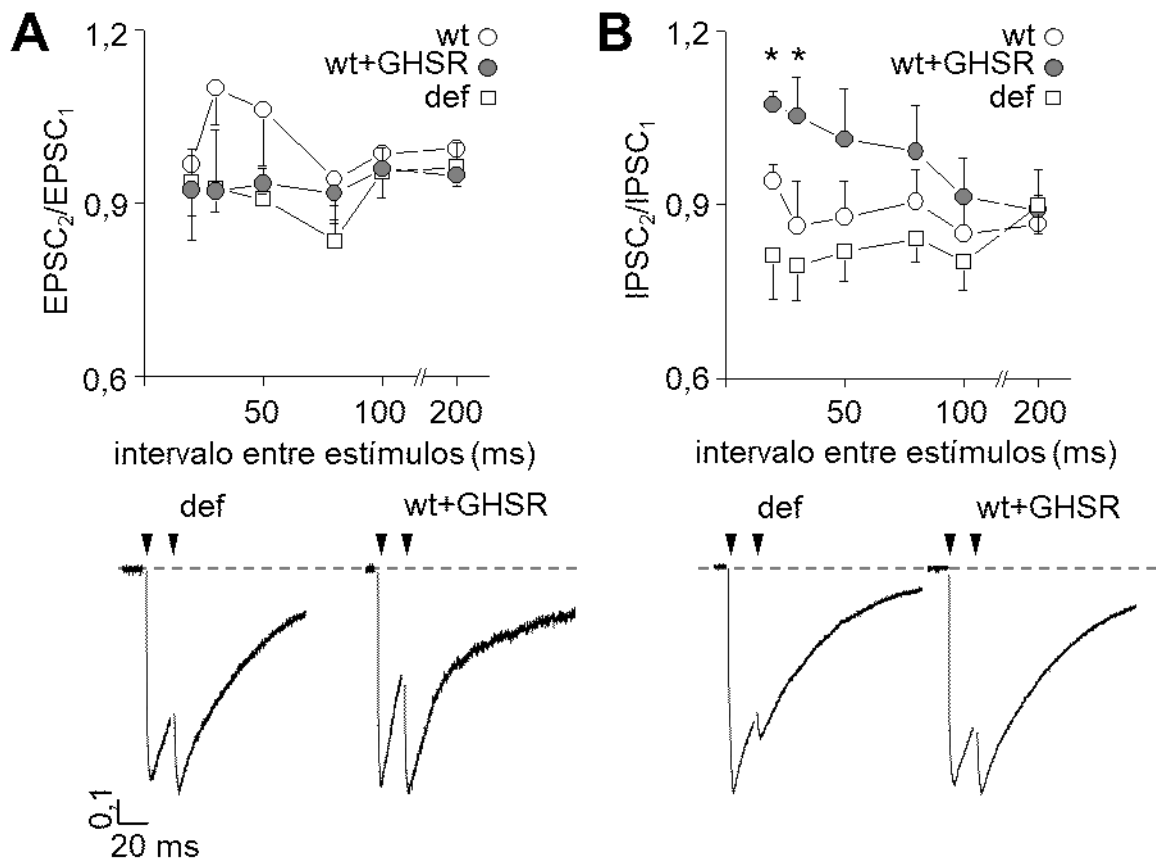 A
1,2
0,9
0,6
EPSC₂/EPSC₁
wt
wt+GHSR
def
50 100 200
intervalo entre estímulos (ms)
B
1,2
0,9
0,6
IPSC₂/IPSC₁
* *
wt
wt+GHSR
def
50 100 200
intervalo entre estímulos (ms)
def wt+GHSR
0,1
20 ms
def wt+GHSR